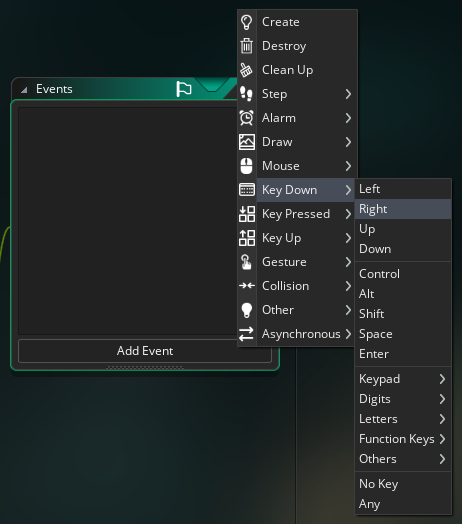 Events
Add Event
Create
Destroy
Clean Up
Step
Alarm
Draw
Mouse
Key Down
Key Pressed
Key Up
Gesture
Collision
Other
Asynchronous
Left
Right
Up
Down
Control
Alt
Shift
Space
Enter
Keypad
Digits
Letters
Function Keys
Others
No Key
Any